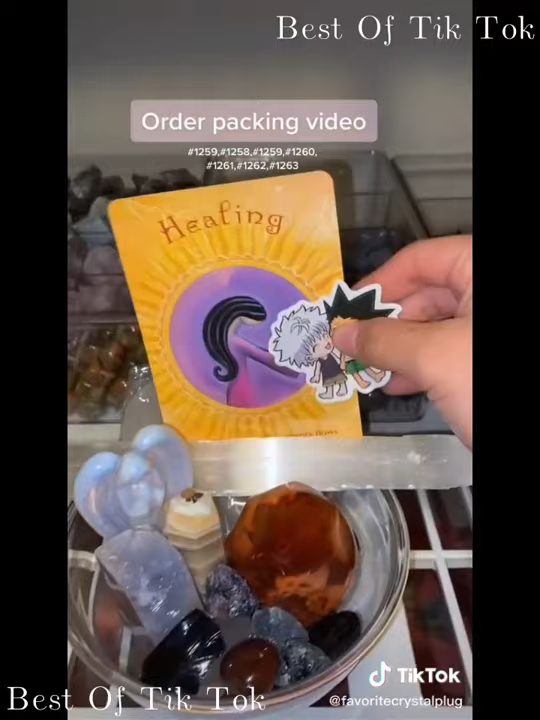 Best Of Tik Tok
Order packing video
#1259,#1258,#1259,#1260,
#1261,#1262,#1263
Healing
TikTok
@favoritecrystalplug
Best Of Tik Tok